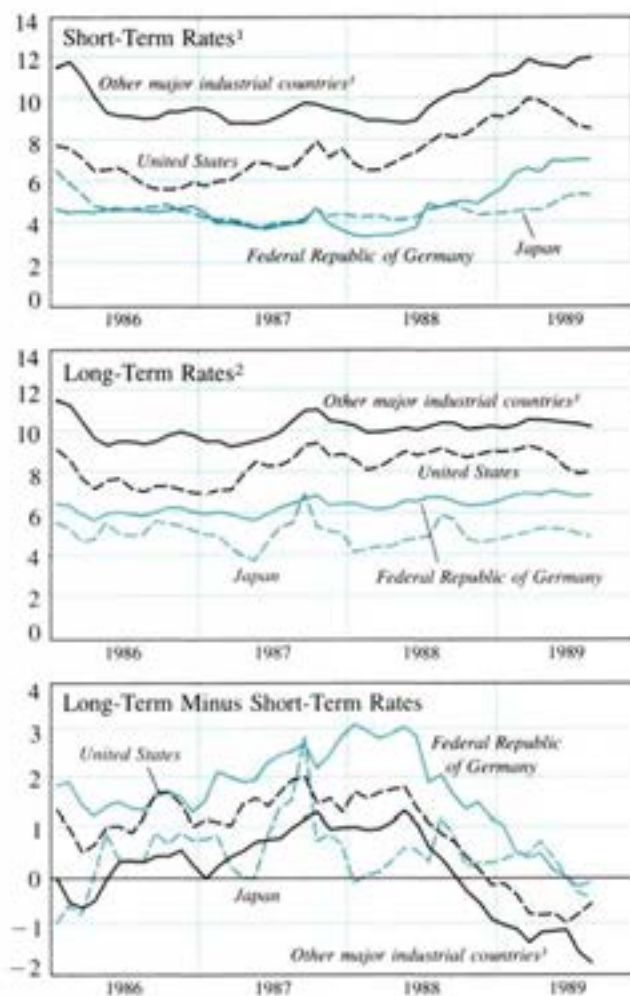 14
Short-Term Rates¹
12
Other major industrial countries³
10
8
United States
6
4
Federal Republic of Germany
Japan
2
0
1986 1987 1988 1989
14
Long-Term Rates²
12
Other major industrial countries³
10
8
United States
6
4
Japan
Federal Republic of Germany
2
0
1986 1987 1988 1989
4
Long-Term Minus Short-Term Rates
3
United States
Federal Republic
of Germany
2
1
0
Japan
−1
Other major industrial countries³
−2
1986 1987 1988 1989